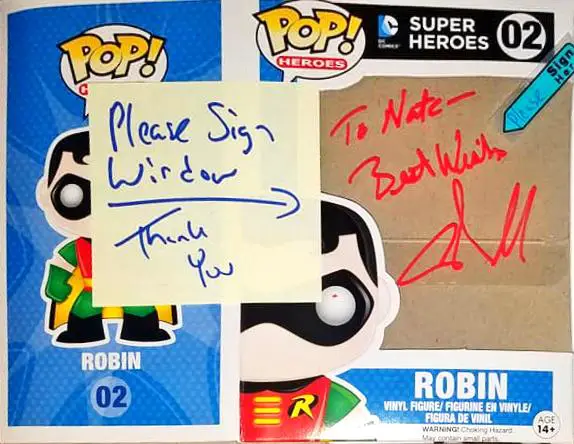 POP!
POP!
HEROES
DC COMICS
SUPER
HEROES
02
Please
Sign
Here
Please Sign
Window
Thank
You
To Nate—
Best Wishes
ROBIN
02
R
ROBIN
VINYL FIGURE/ FIGURINE EN VINYLE/
FIGURA DE VINIL
WARNING: Choking Hazard.
May contain small parts.
AGE
14+